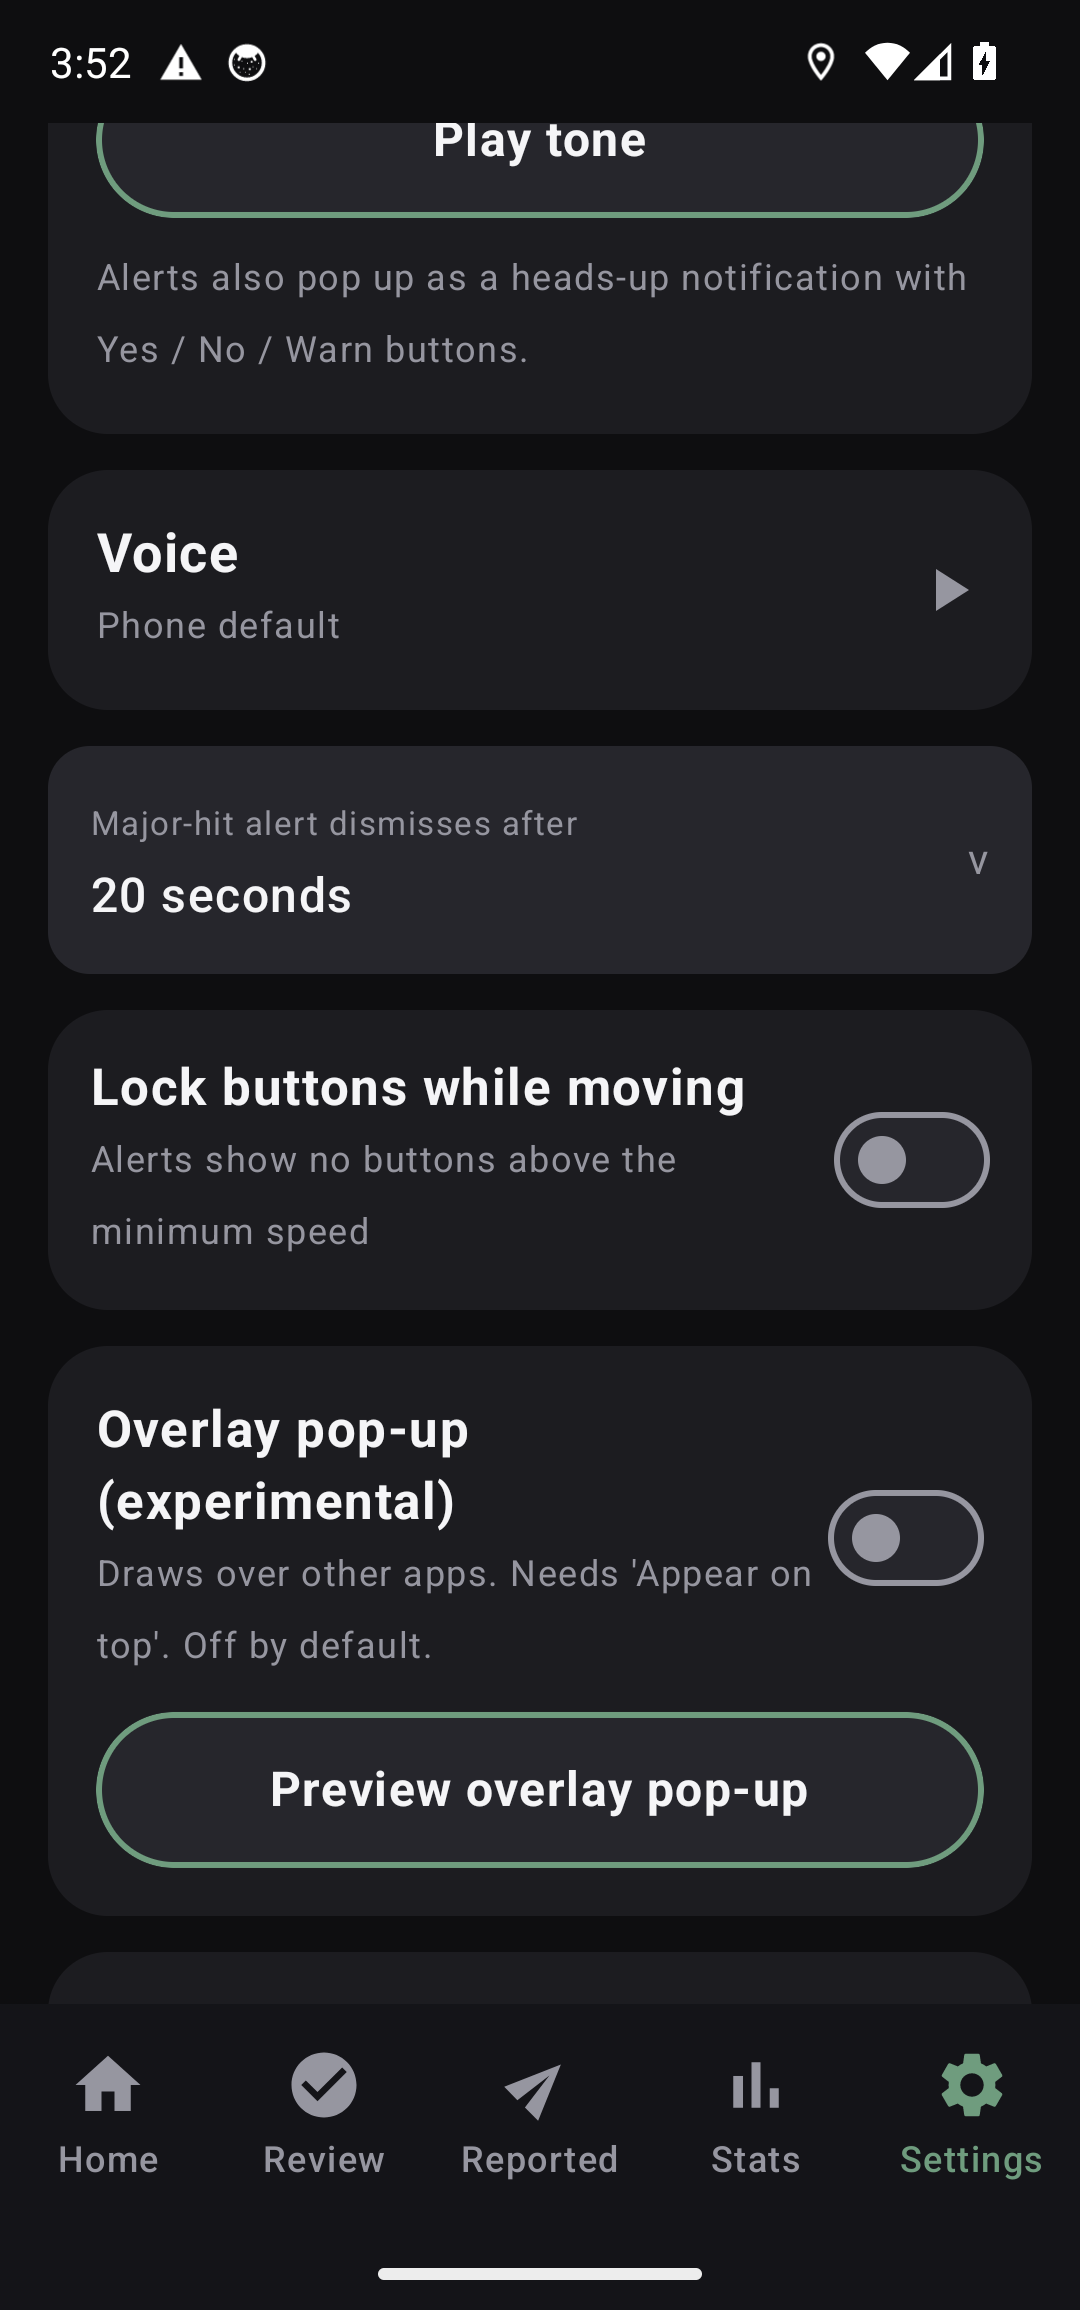 3:52
Play tone
Alerts also pop up as a heads-up notification with
Yes / No / Warn buttons.
Voice
Phone default
Major-hit alert dismisses after
20 seconds
v
Lock buttons while moving
Alerts show no buttons above the
minimum speed
Overlay pop-up
(experimental)
Draws over other apps. Needs 'Appear on
top'. Off by default.
Preview overlay pop-up
Home Review Reported Stats Settings